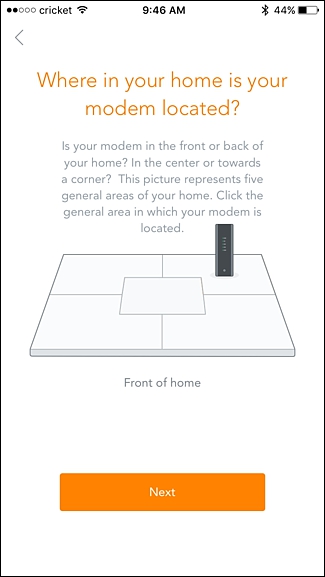 cricket 9:46 AM 44%
Where in your home is your
modem located?
Is your modem in the front or back of
your home? In the center or towards
a corner?  This picture represents five
general areas of your home. Click the
general area in which your modem is
located.
Front of home
Next